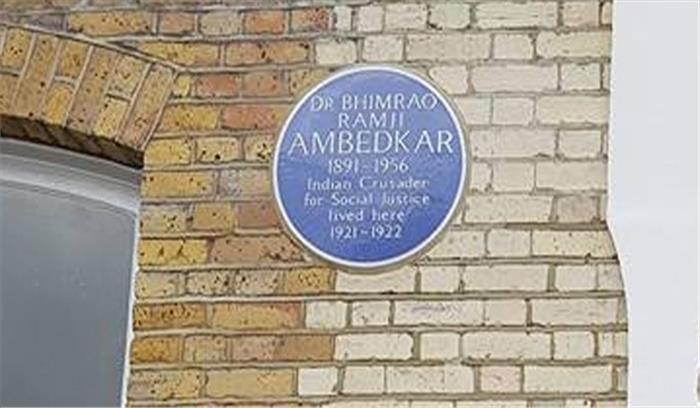 DR BHIMRAO
RAMJI
AMBEDKAR
1891-1956
Indian Crusader
for Social Justice
lived here
1921-1922